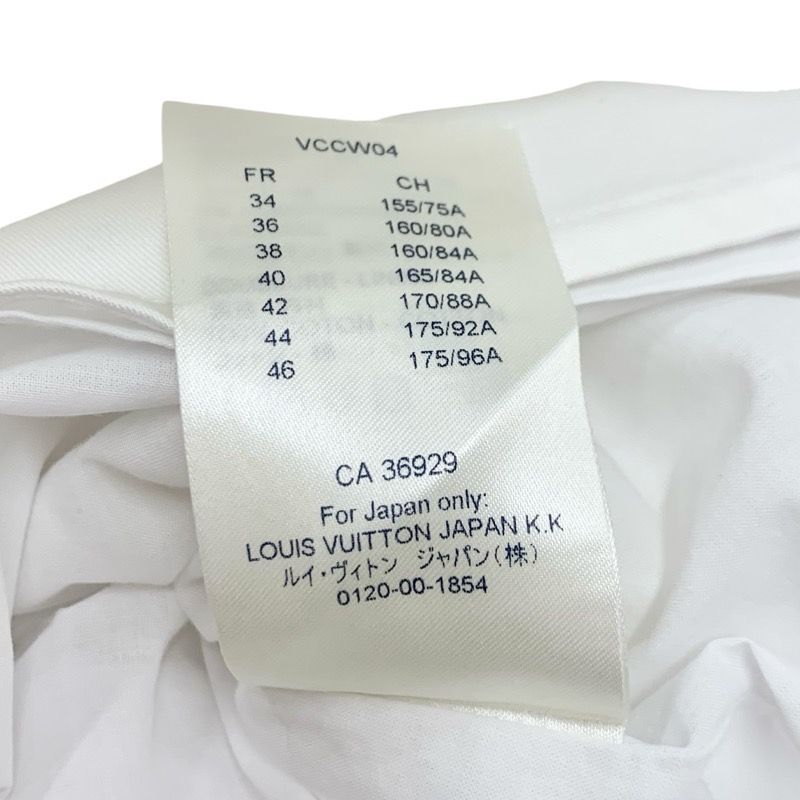 VCCW04
FR CH
34 155/75A
36 160/80A
38 160/84A
40 165/84A
42 170/88A
44 175/92A
46 175/96A
CA 36929
For Japan only:
LOUIS VUITTON JAPAN K.K
ルイ・ヴィトン ジャパン(株)
0120-00-1854